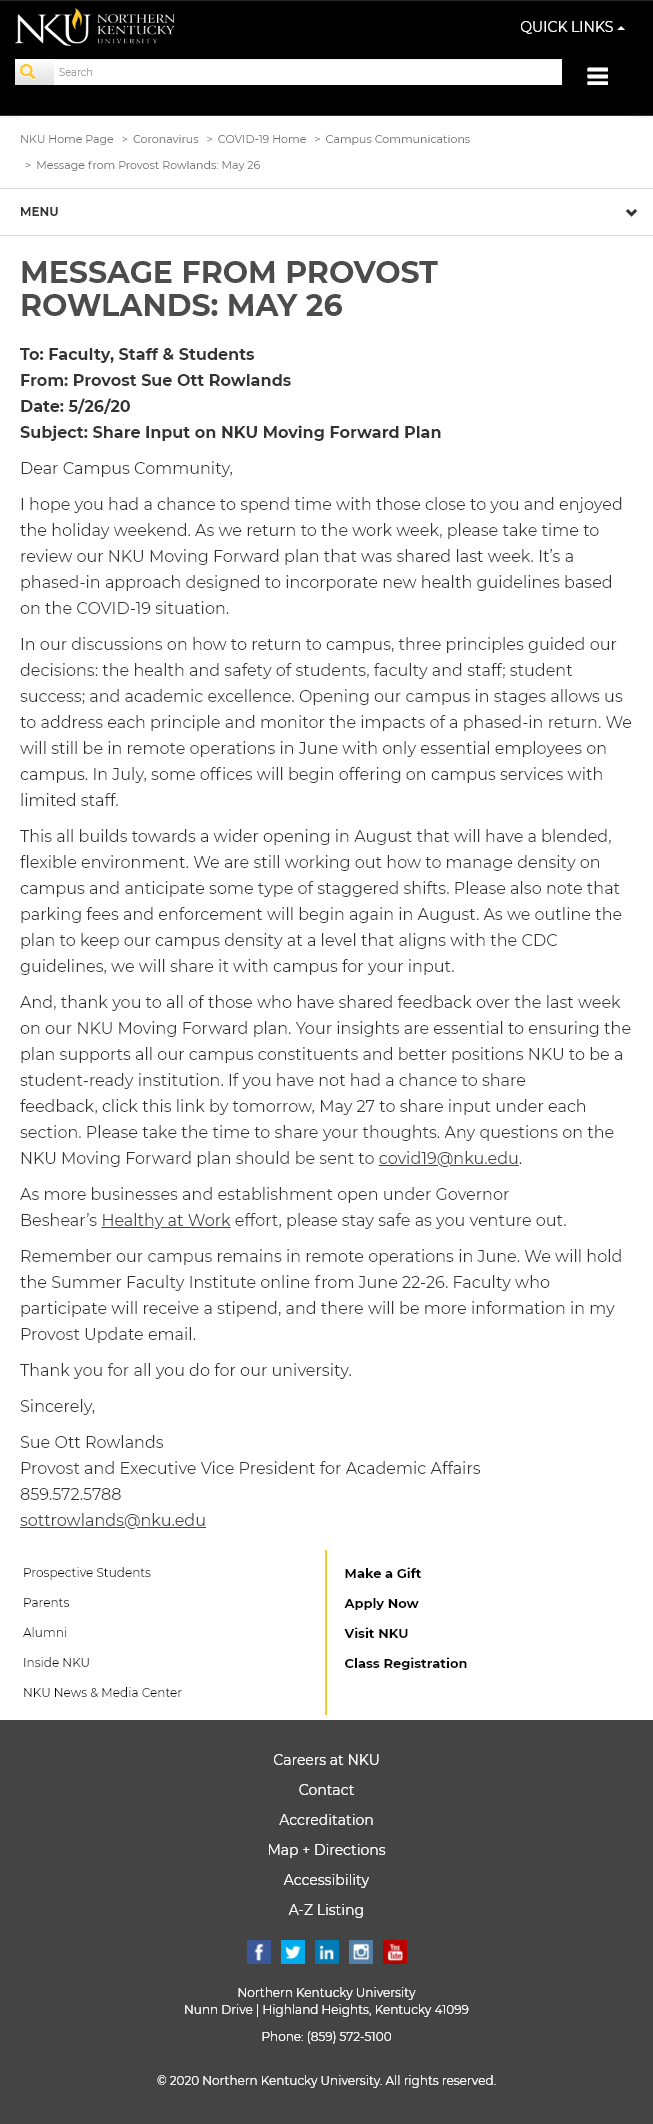 NKU NORTHERN
KENTUCKY
UNIVERSITY
QUICK LINKS
Search
NKU Home Page > Coronavirus > COVID-19 Home > Campus Communications
> Message from Provost Rowlands: May 26
MENU
MESSAGE FROM PROVOST
ROWLANDS: MAY 26
To: Faculty, Staff & Students
From: Provost Sue Ott Rowlands
Date: 5/26/20
Subject: Share Input on NKU Moving Forward Plan
Dear Campus Community,
I hope you had a chance to spend time with those close to you and enjoyed
the holiday weekend. As we return to the work week, please take time to
review our NKU Moving Forward plan that was shared last week. It's a
phased-in approach designed to incorporate new health guidelines based
on the COVID-19 situation.
In our discussions on how to return to campus, three principles guided our
decisions: the health and safety of students, faculty and staff; student
success; and academic excellence. Opening our campus in stages allows us
to address each principle and monitor the impacts of a phased-in return. We
will still be in remote operations in June with only essential employees on
campus. In July, some offices will begin offering on campus services with
limited staff.
This all builds towards a wider opening in August that will have a blended,
flexible environment. We are still working out how to manage density on
campus and anticipate some type of staggered shifts. Please also note that
parking fees and enforcement will begin again in August. As we outline the
plan to keep our campus density at a level that aligns with the CDC
guidelines, we will share it with campus for your input.
And, thank you to all of those who have shared feedback over the last week
on our NKU Moving Forward plan. Your insights are essential to ensuring the
plan supports all our campus constituents and better positions NKU to be a
student-ready institution. If you have not had a chance to share
feedback, click this link by tomorrow, May 27 to share input under each
section. Please take the time to share your thoughts. Any questions on the
NKU Moving Forward plan should be sent to covid19@nku.edu.
As more businesses and establishment open under Governor
Beshear's Healthy at Work effort, please stay safe as you venture out.
Remember our campus remains in remote operations in June. We will hold
the Summer Faculty Institute online from June 22-26. Faculty who
participate will receive a stipend, and there will be more information in my
Provost Update email.
Thank you for all you do for our university.
Sincerely,
Sue Ott Rowlands
Provost and Executive Vice President for Academic Affairs
859.572.5788
sottrowlands@nku.edu
Prospective Students
Parents
Alumni
Inside NKU
NKU News & Media Center
Make a Gift
Apply Now
Visit NKU
Class Registration
Careers at NKU
Contact
Accreditation
Map + Directions
Accessibility
A-Z Listing
Northern Kentucky University
Nunn Drive | Highland Heights, Kentucky 41099
Phone: (859) 572-5100
© 2020 Northern Kentucky University. All rights reserved.